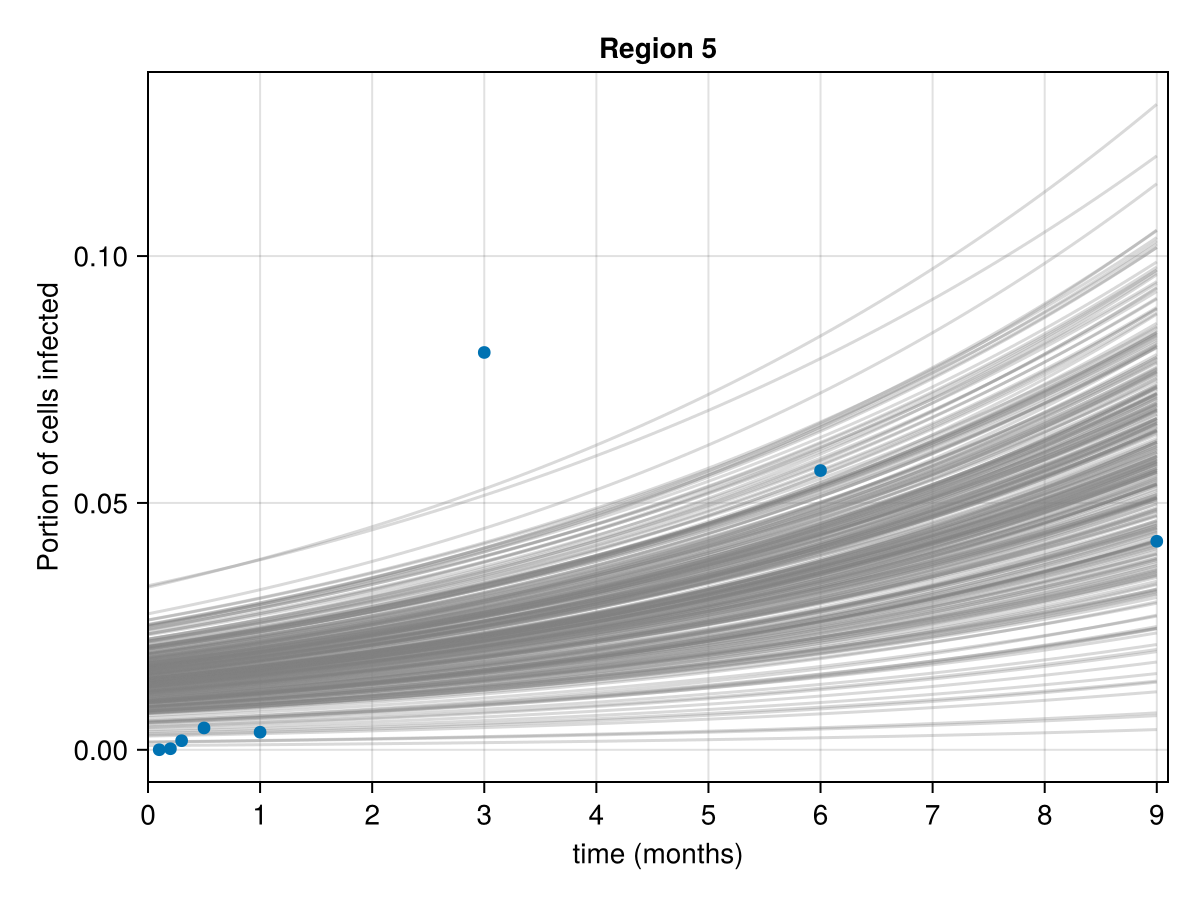 Region 5
Portion of cells infected
0.10
0.05
0.00
0 1 2 3 4 5 6 7 8 9
time (months)